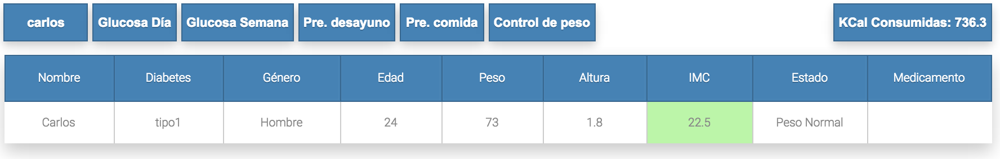 carlos Glucosa Día Glucosa Semana Pre. desayuno Pre. comida Control de peso KCal Consumidas: 736.3
Nombre Diabetes Género Edad Peso Altura IMC Estado Medicamento
Carlos tipo1 Hombre 24 73 1.8 22.5 Peso Normal